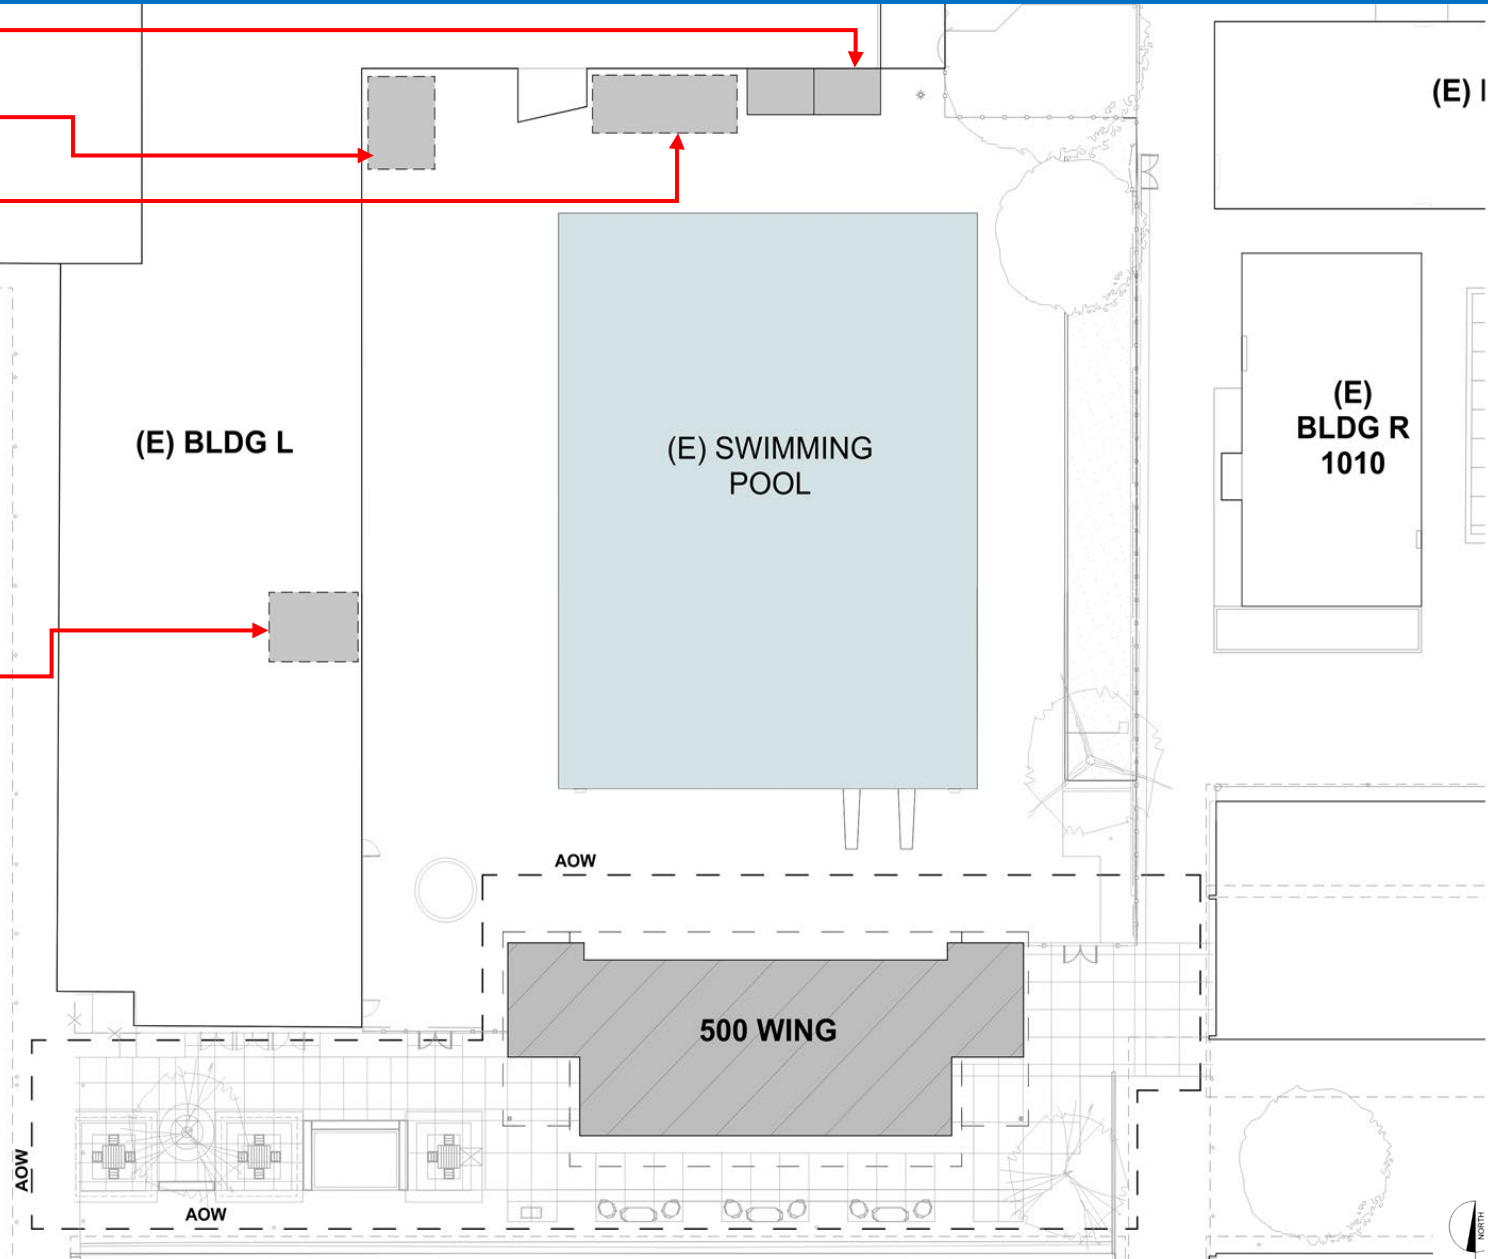 (E)
(E) BLDG L
(E) SWIMMING
POOL
(E)
BLDG R
1010
AOW
500 WING
AOW
AOW
NORTH